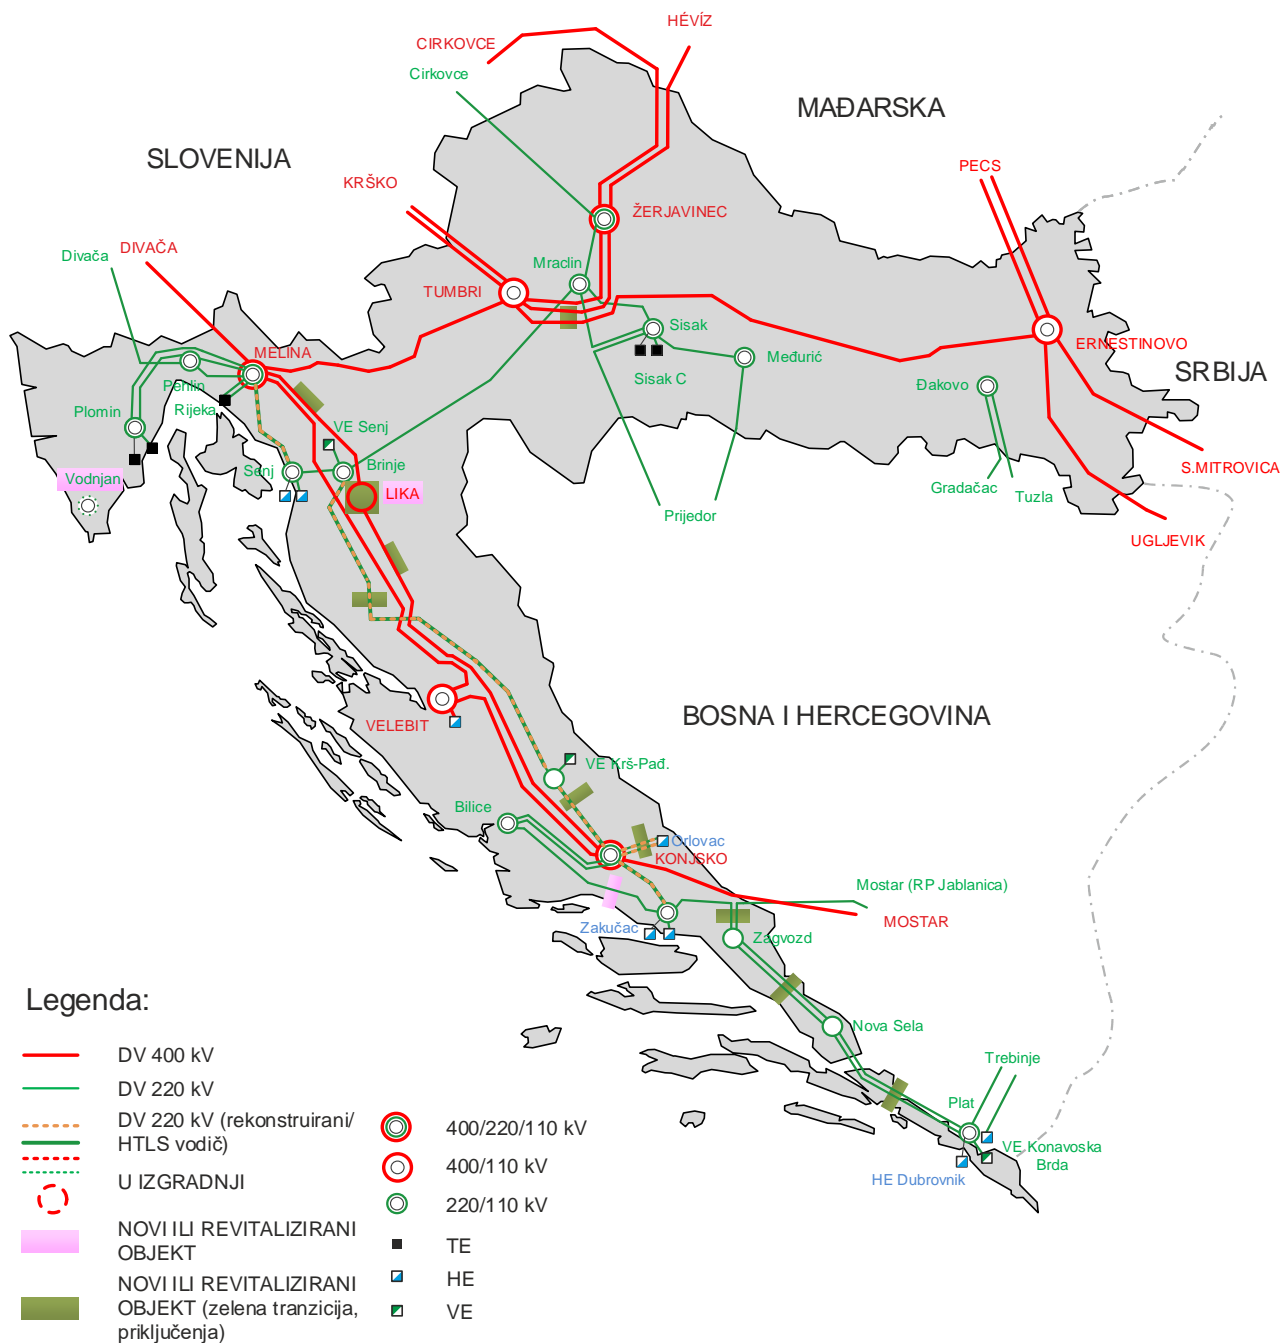 HÉVÍZ
CIRKOVCE
Cirkovce
MAĐARSKA
SLOVENIJA
PECS
KRŠKO
ŽERJAVINEC
DIVAČA
Divača
Mraclin
TUMBRI
Sisak
ERNESTINOVO
MELINA
Međurić
SRBIJA
Pehlin
Sisak C
Đakovo
Plomin
Rijeka
VE Senj
S.MITROVICA
Vodnjan
Senj
Brinje
LIKA
Gradačac
Tuzla
Prijedor
UGLJEVIK
BOSNA I HERCEGOVINA
VELEBIT
VE Krš-Pađ.
Bilice
Orlovac
KONJSKO
Mostar (RP Jablanica)
MOSTAR
Zakučac
Zagvozd
Nova Sela
Trebinje
Plat
VE Konavoska
Brda
HE Dubrovnik
Legenda:
DV 400 kV
DV 220 kV
DV 220 kV (rekonstruirani/
HTLS vodič)
U IZGRADNJI
NOVI ILI REVITALIZIRANI
OBJEKT
NOVI ILI REVITALIZIRANI
OBJEKT (zelena tranzicija,
priključenja)
400/220/110 kV
400/110 kV
220/110 kV
TE
HE
VE